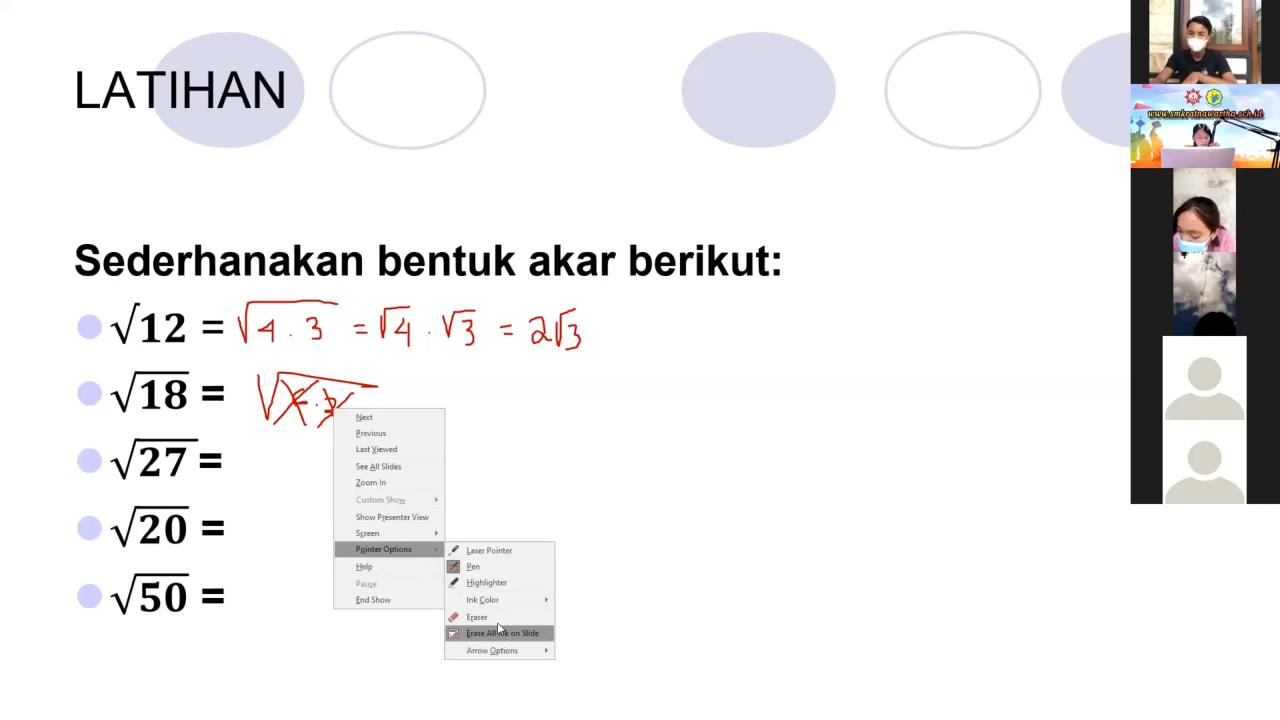 LATIHAN
www.smkratnawartha.sch.id
Sederhanakan bentuk akar berikut:
√12 = √4 . 3 = √4 . √3 = 2√3
√18 =
√27 =
√20 =
√50 =
Next
Previous
Last Viewed
See All Slides
Zoom In
Custom Show
Show Presenter View
Screen
Pointer Options
Help
Pause
End Show
Laser Pointer
Pen
Highlighter
Ink Color
Eraser
Erase All Ink on Slide
Arrow Options